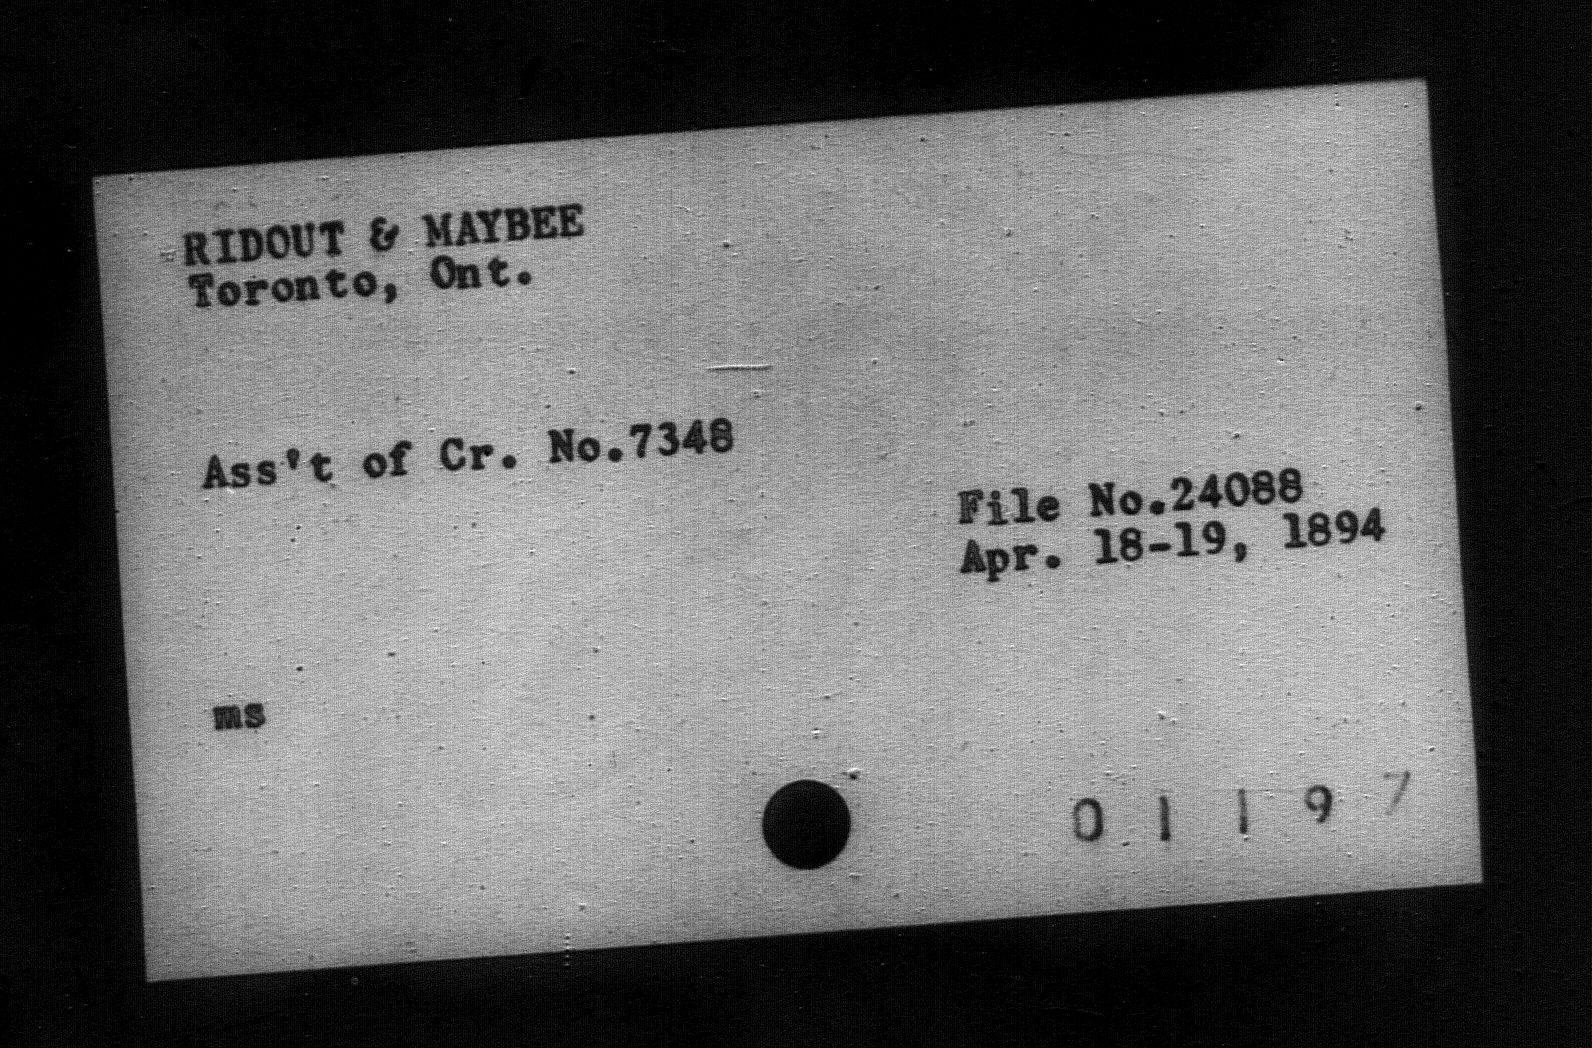 RIDOUT & MAYBEE
Toronto, Ont.
Ass't of Cr. No.7348
File No.24088
Apr. 18-19, 1894
ms
0 1 1 9 7